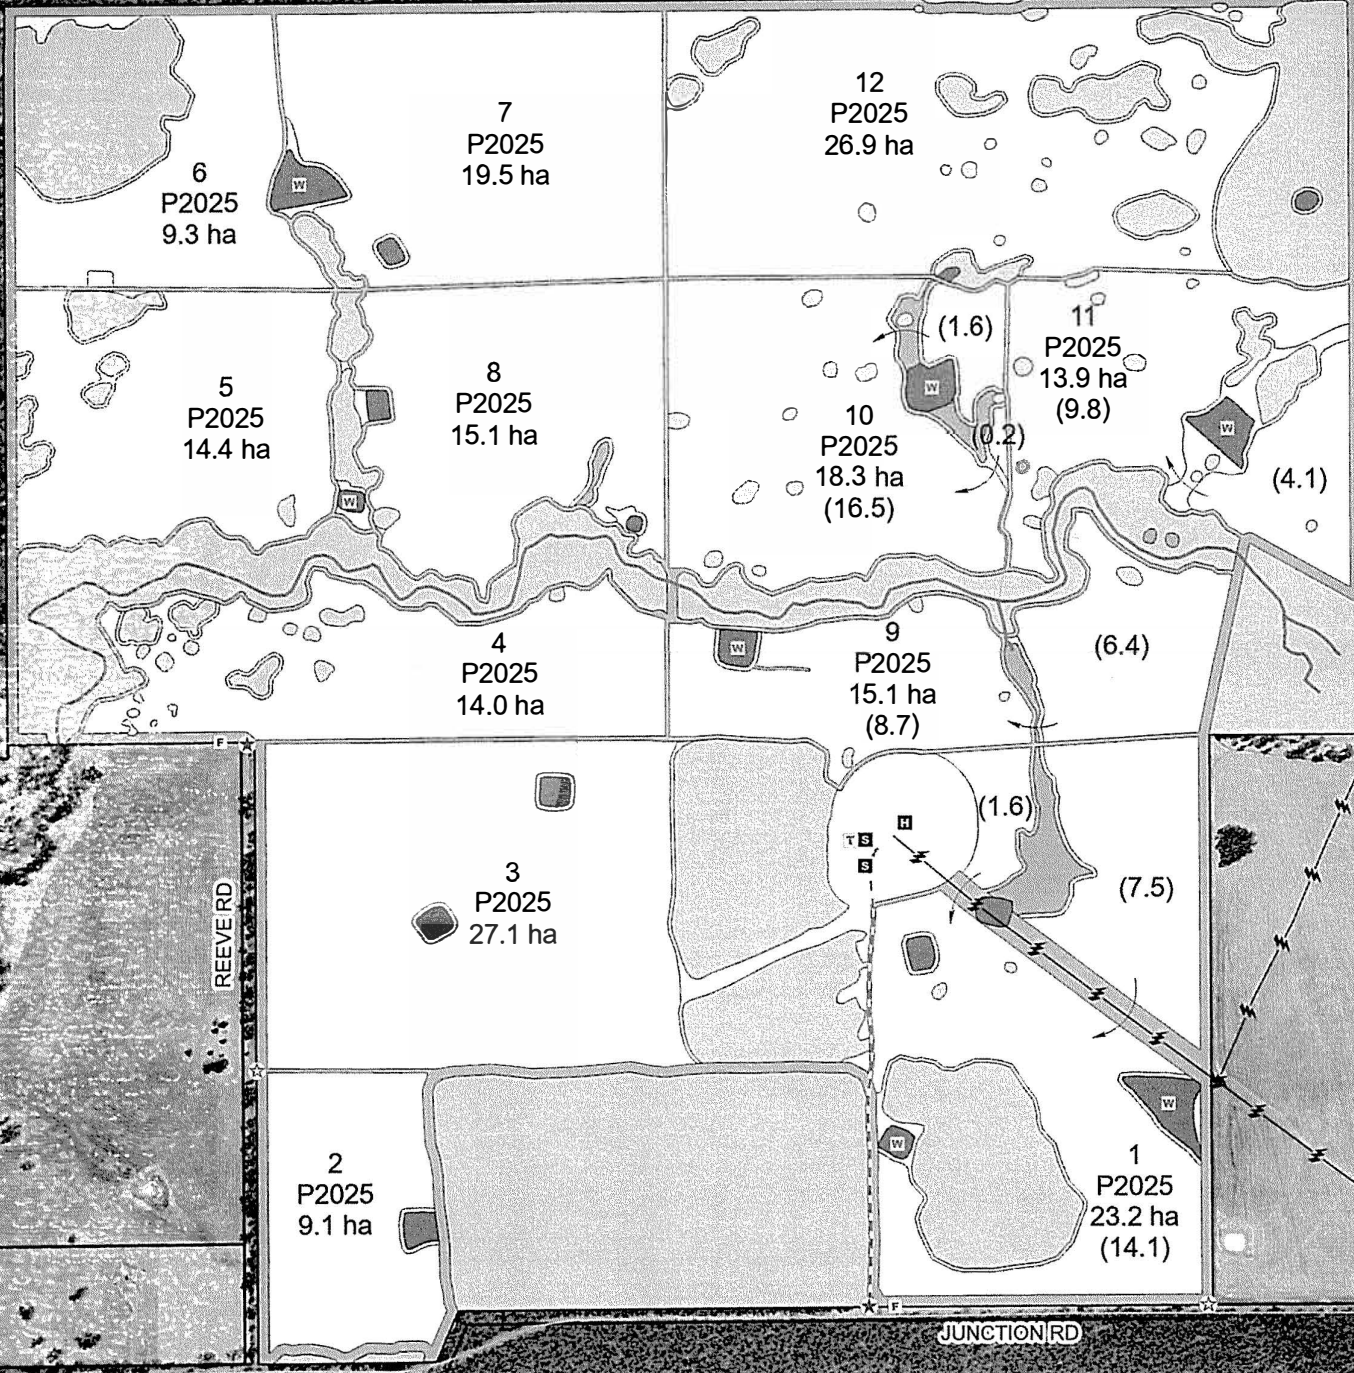 12
P2025
26.9 ha
7
P2025
19.5 ha
6
P2025
9.3 ha
W
(1.6)
11
P2025
13.9 ha
(9.8)
5
P2025
14.4 ha
8
P2025
15.1 ha
W
10
P2025
18.3 ha
(16.5)
(0.2)
W
(4.1)
W
4
P2025
14.0 ha
W
9
P2025
15.1 ha
(8.7)
(6.4)
F
3
P2025
27.1 ha
(1.6)
H
T S
S
(7.5)
REEVE RD
2
P2025
9.1 ha
W
W
1
P2025
23.2 ha
(14.1)
F
JUNCTION RD